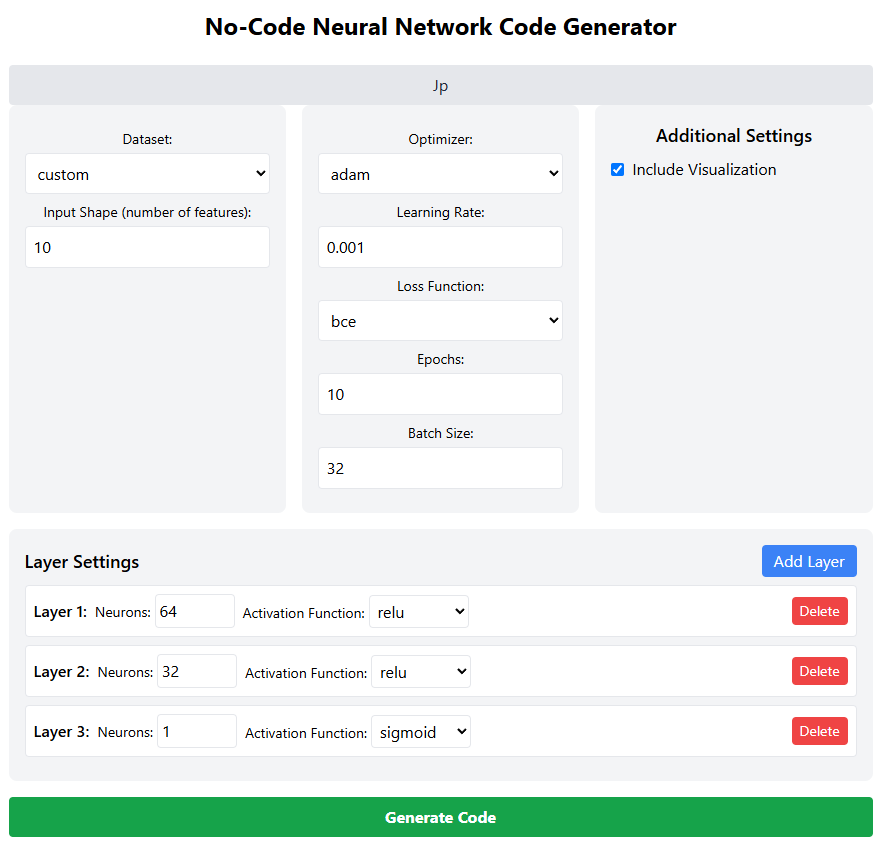 No-Code Neural Network Code Generator
Jp
Dataset:
custom
Input Shape (number of features):
10
Optimizer:
adam
Learning Rate:
0.001
Loss Function:
bce
Epochs:
10
Batch Size:
32
Additional Settings
Include Visualization
Layer Settings
Add Layer
Layer 1: Neurons: 64 Activation Function: relu Delete
Layer 2: Neurons: 32 Activation Function: relu Delete
Layer 3: Neurons: 1 Activation Function: sigmoid Delete
Generate Code